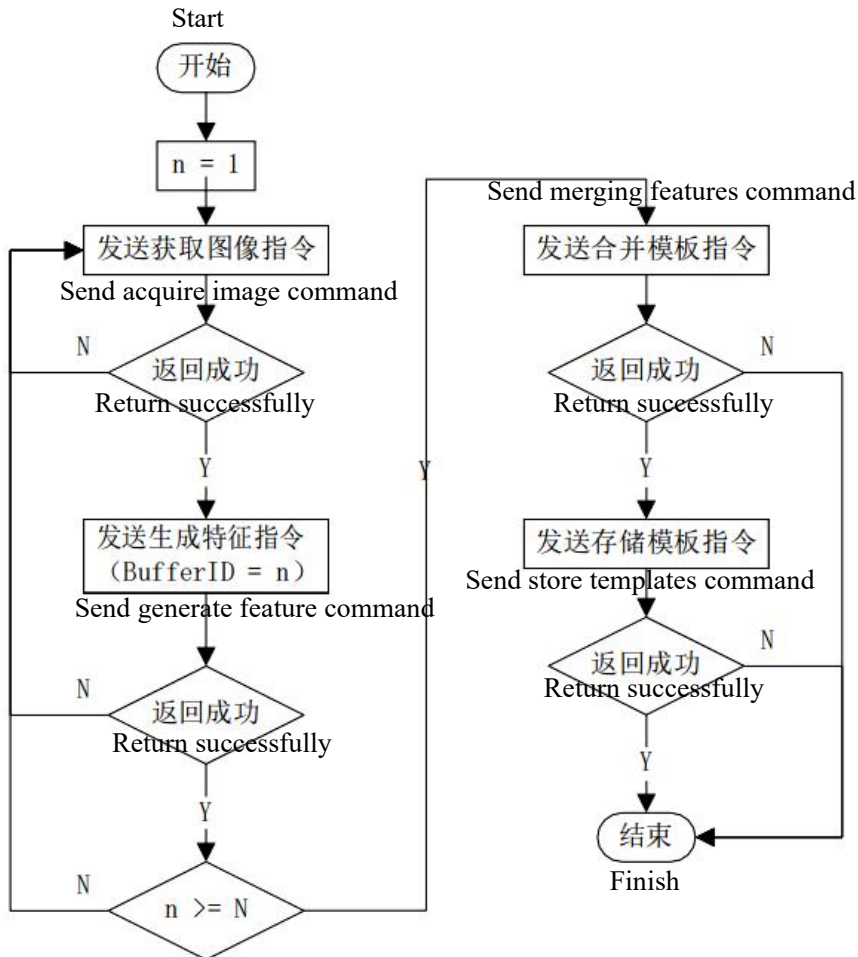 Start
开始
n = 1
发送获取图像指令
Send acquire image command
N
返回成功
Return successfully
Y
发送生成特征指令
（BufferID = n）
Send generate feature command
N
返回成功
Return successfully
Y
N
n >= N
Y
Send merging features command
发送合并模板指令
N
返回成功
Return successfully
Y
发送存储模板指令
Send store templates command
N
返回成功
Return successfully
Y
结束
Finish